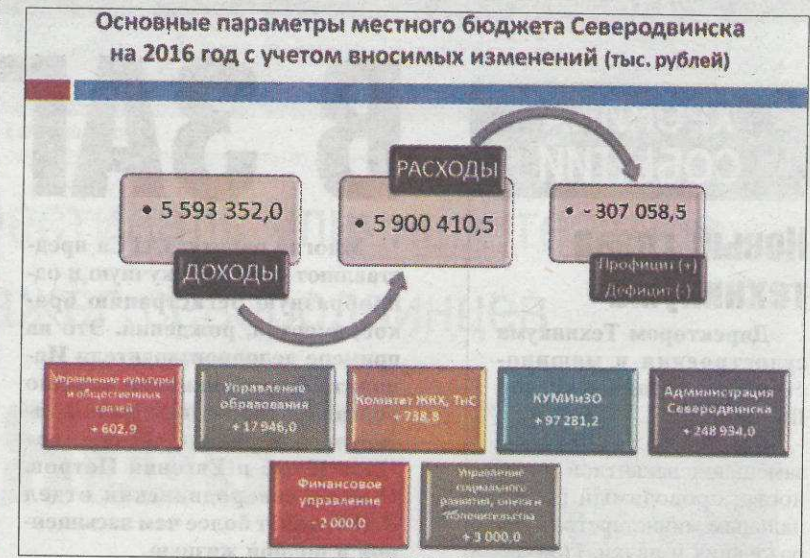 Основные параметры местного бюджета Северодвинска
на 2016 год с учетом вносимых изменений (тыс. рублей)
• 5 593 352,0
ДОХОДЫ
РАСХОДЫ
• 5 900 410,5
• - 307 058,5
Профицит (+)
Дефицит (-)
Управление культуры
и общественных
связей
+ 602,9
Управление
образования
+ 17 946,0
Комитет ЖКХ, ТиС
+ 738,8
КУМИиЗО
+ 97 281,2
Администрация
Северодвинска
+ 248 934,0
Финансовое
управление
- 2 000,0
Управление
социального
развития, опеки и
попечительства
+ 3 000,0